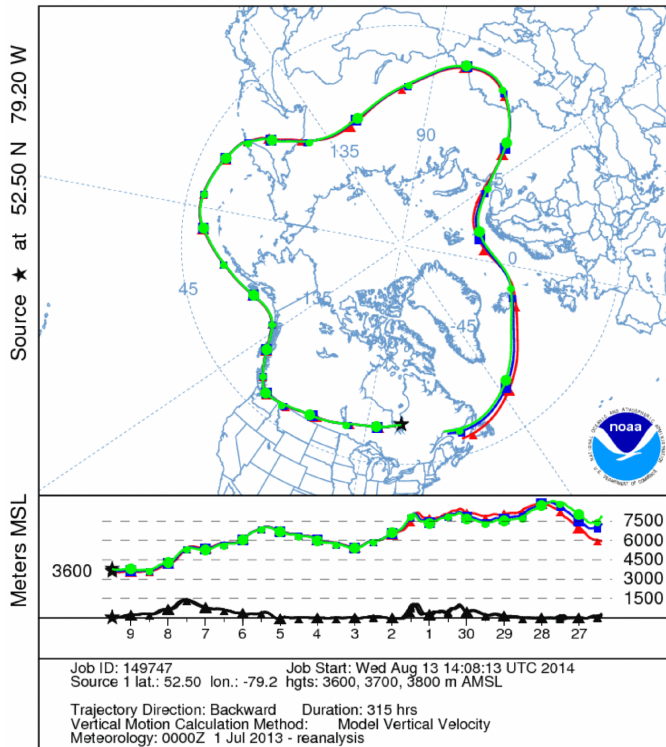 Source ★ at 52.50 N 79.20 W
135
90
45
0
-45
noaa
Meters MSL
3600
7500
6000
4500
3000
1500
9 8 7 6 5 4 3 2 1 30 29 28 27
Job ID: 149747 Job Start: Wed Aug 13 14:08:13 UTC 2014
Source 1 lat.: 52.50 lon.: -79.2 hgts: 3600, 3700, 3800 m AMSL
Trajectory Direction: Backward Duration: 315 hrs
Vertical Motion Calculation Method: Model Vertical Velocity
Meteorology: 0000Z 1 Jul 2013 - reanalysis